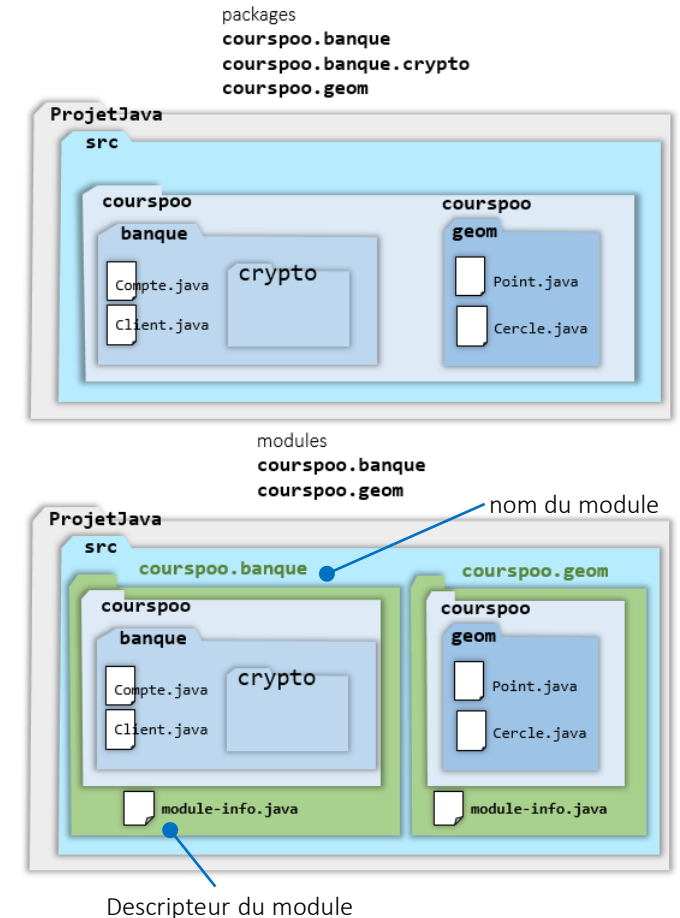 packages
courspoo.banque
courspoo.banque.crypto
courspoo.geom
ProjetJava
src
courspoo
courspoo
banque
geom
crypto
Compte.java
Point.java
Client.java
Cercle.java
modules
courspoo.banque
courspoo.geom
nom du module
ProjetJava
src
courspoo.banque
courspoo.geom
courspoo
courspoo
banque
geom
crypto
Compte.java
Point.java
Client.java
Cercle.java
module-info.java
module-info.java
Descripteur du module